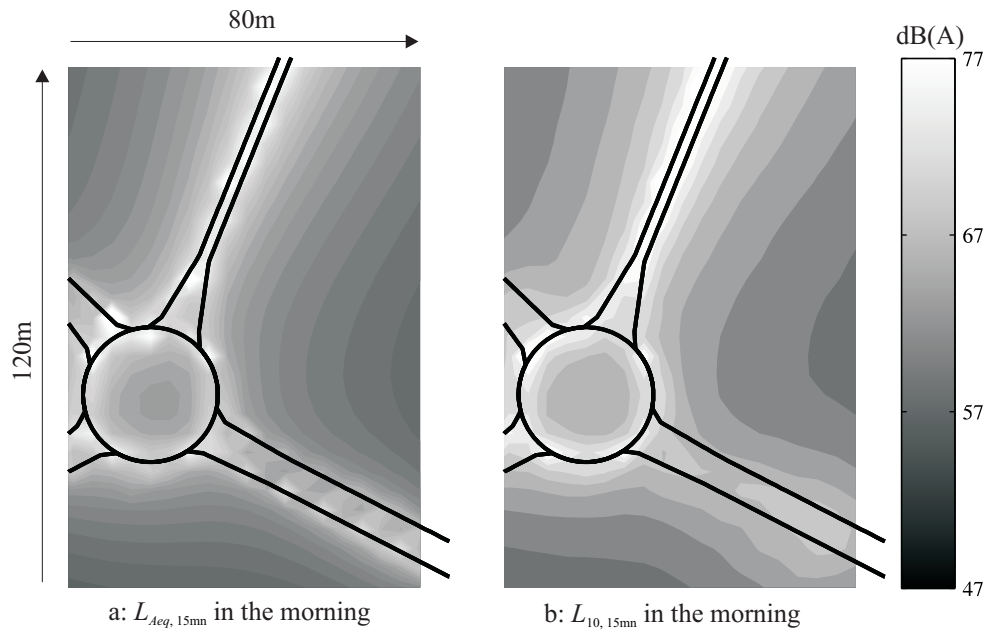 80m
dB(A)
77
67
57
47
120m
a: L_Aeq, 15mn in the morning
b: L_10, 15mn in the morning